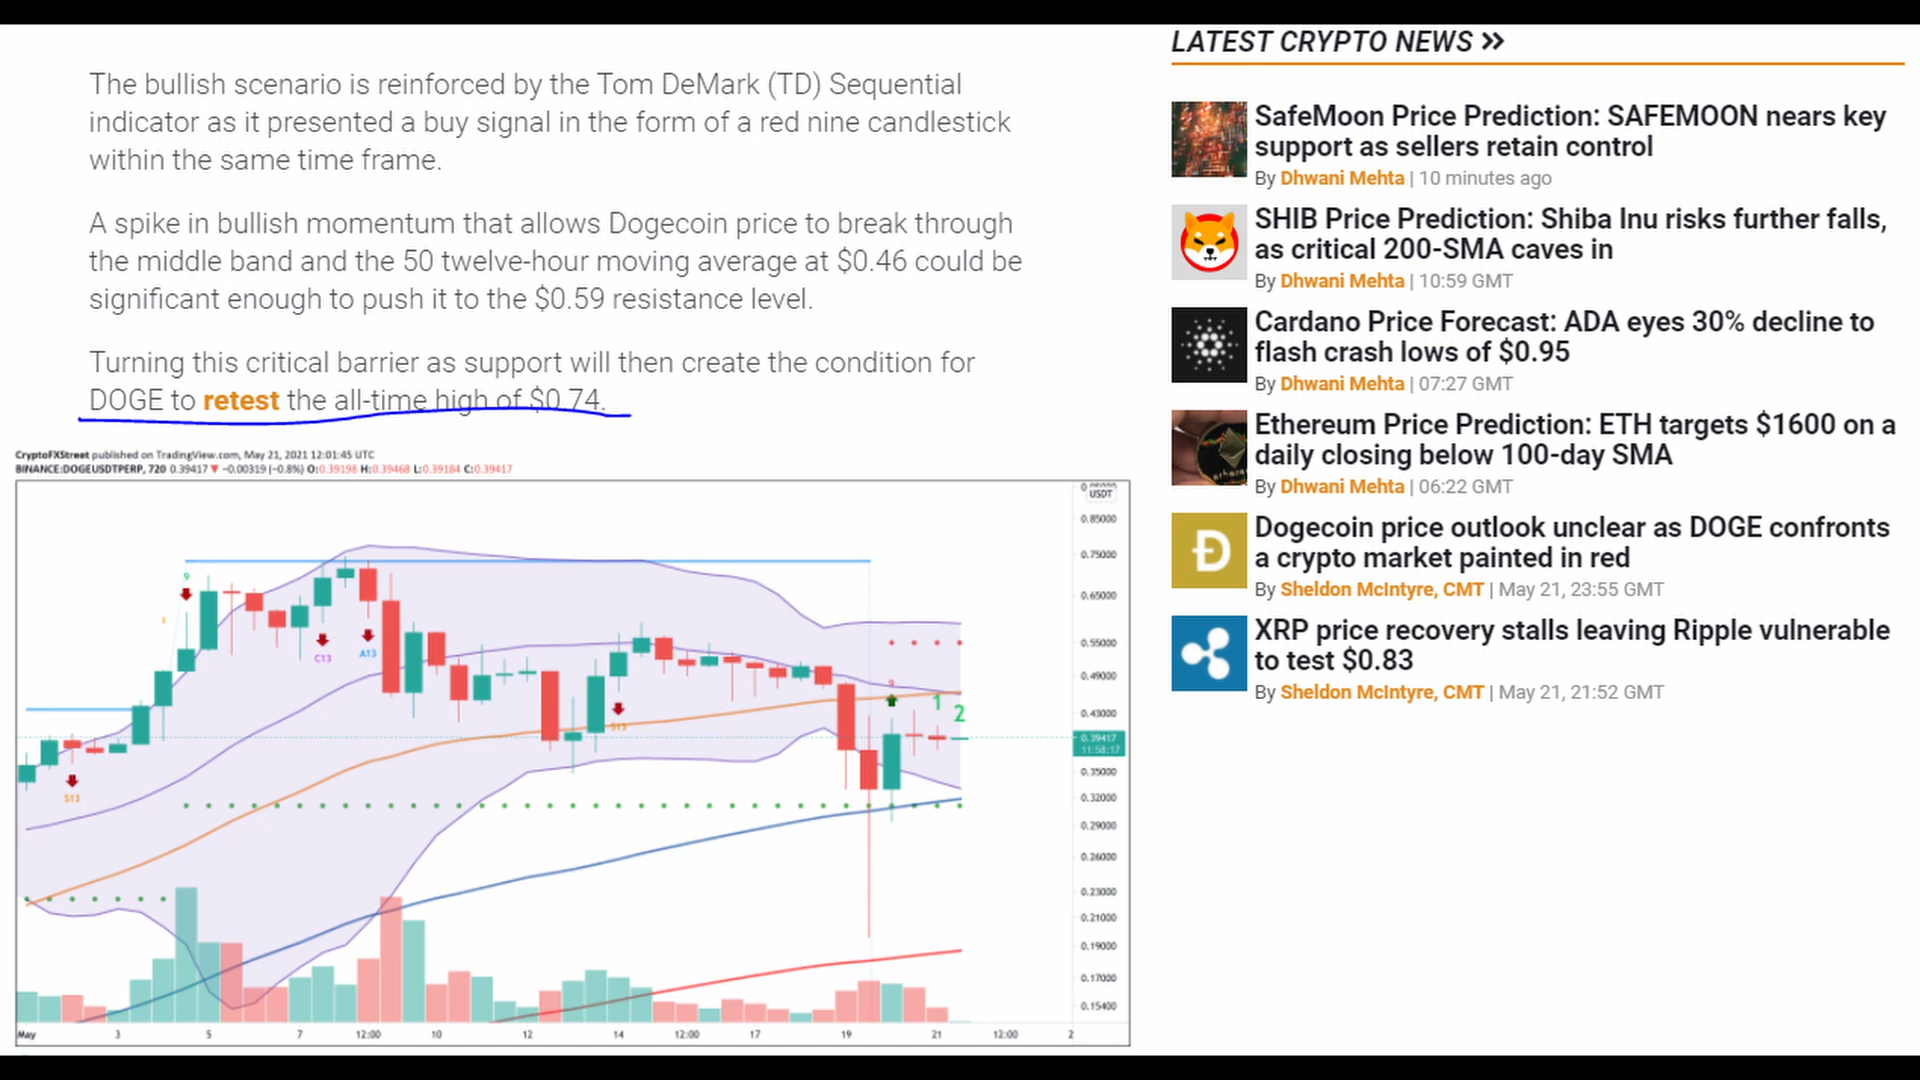 The bullish scenario is reinforced by the Tom DeMark (TD) Sequential
indicator as it presented a buy signal in the form of a red nine candlestick
within the same time frame.
A spike in bullish momentum that allows Dogecoin price to break through
the middle band and the 50 twelve-hour moving average at $0.46 could be
significant enough to push it to the $0.59 resistance level.
Turning this critical barrier as support will then create the condition for
DOGE to retest the all-time high of $0.74.
CryptoFXStreet published on TradingView.com, May 21, 2021 12:01:45 UTC
BINANCE:DOGEUSDTPERP, 720 0.39417 ▼ −0.00319 (−0.8%) O:0.39198 H:0.39468 L:0.39184 C:0.39417
USDT
0.85000
0.75000
9
0.65000
C13
A13
0.55000
0.49000
9
1
2
0.43000
S13
0.39417
11:58:17
0.35000
S13
0.32000
0.29000
0.26000
0.23000
0.21000
0.19000
0.17000
0.15400
May 3 5 7 12:00 10 12 14 12:00 17 19 21 12:00 2
LATEST CRYPTO NEWS >>
SafeMoon Price Prediction: SAFEMOON nears key
support as sellers retain control
By Dhwani Mehta | 10 minutes ago
SHIB Price Prediction: Shiba Inu risks further falls,
as critical 200-SMA caves in
By Dhwani Mehta | 10:59 GMT
Cardano Price Forecast: ADA eyes 30% decline to
flash crash lows of $0.95
By Dhwani Mehta | 07:27 GMT
Ethereum Price Prediction: ETH targets $1600 on a
daily closing below 100-day SMA
By Dhwani Mehta | 06:22 GMT
Dogecoin price outlook unclear as DOGE confronts
a crypto market painted in red
By Sheldon McIntyre, CMT | May 21, 23:55 GMT
XRP price recovery stalls leaving Ripple vulnerable
to test $0.83
By Sheldon McIntyre, CMT | May 21, 21:52 GMT